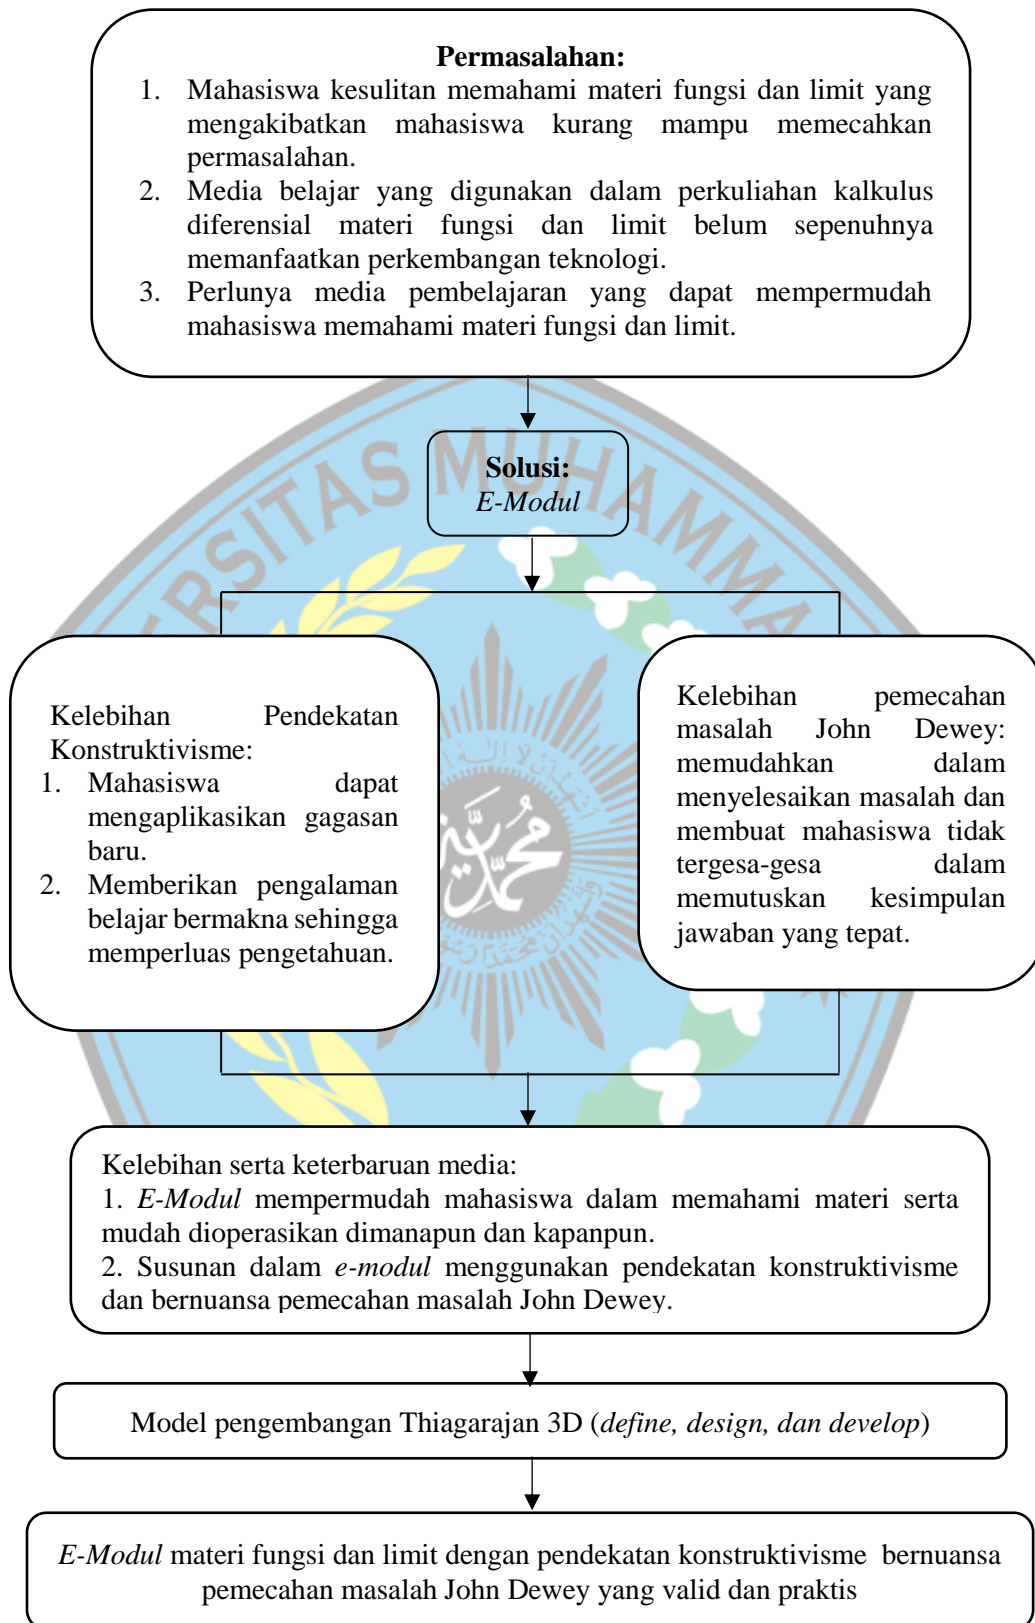 Permasalahan:
1. Mahasiswa kesulitan memahami materi fungsi dan limit yang
mengakibatkan mahasiswa kurang mampu memecahkan
permasalahan.
2. Media belajar yang digunakan dalam perkuliahan kalkulus
diferensial materi fungsi dan limit belum sepenuhnya
memanfaatkan perkembangan teknologi.
3. Perlunya media pembelajaran yang dapat mempermudah
mahasiswa memahami materi fungsi dan limit.
ERSITAS MUHAMMA
Solusi:
E-Modul
Kelebihan Pendekatan
Konstruktivisme:
1. Mahasiswa dapat
mengaplikasikan gagasan
baru.
2. Memberikan pengalaman
belajar bermakna sehingga
memperluas pengetahuan.
Kelebihan pemecahan
masalah John Dewey:
memudahkan dalam
menyelesaikan masalah dan
membuat mahasiswa tidak
tergesa-gesa dalam
memutuskan kesimpulan
jawaban yang tepat.
Kelebihan serta keterbaruan media:
1. E-Modul mempermudah mahasiswa dalam memahami materi serta
mudah dioperasikan dimanapun dan kapanpun.
2. Susunan dalam e-modul menggunakan pendekatan konstruktivisme
dan bernuansa pemecahan masalah John Dewey.
Model pengembangan Thiagarajan 3D (define, design, dan develop)
E-Modul materi fungsi dan limit dengan pendekatan konstruktivisme bernuansa
pemecahan masalah John Dewey yang valid dan praktis